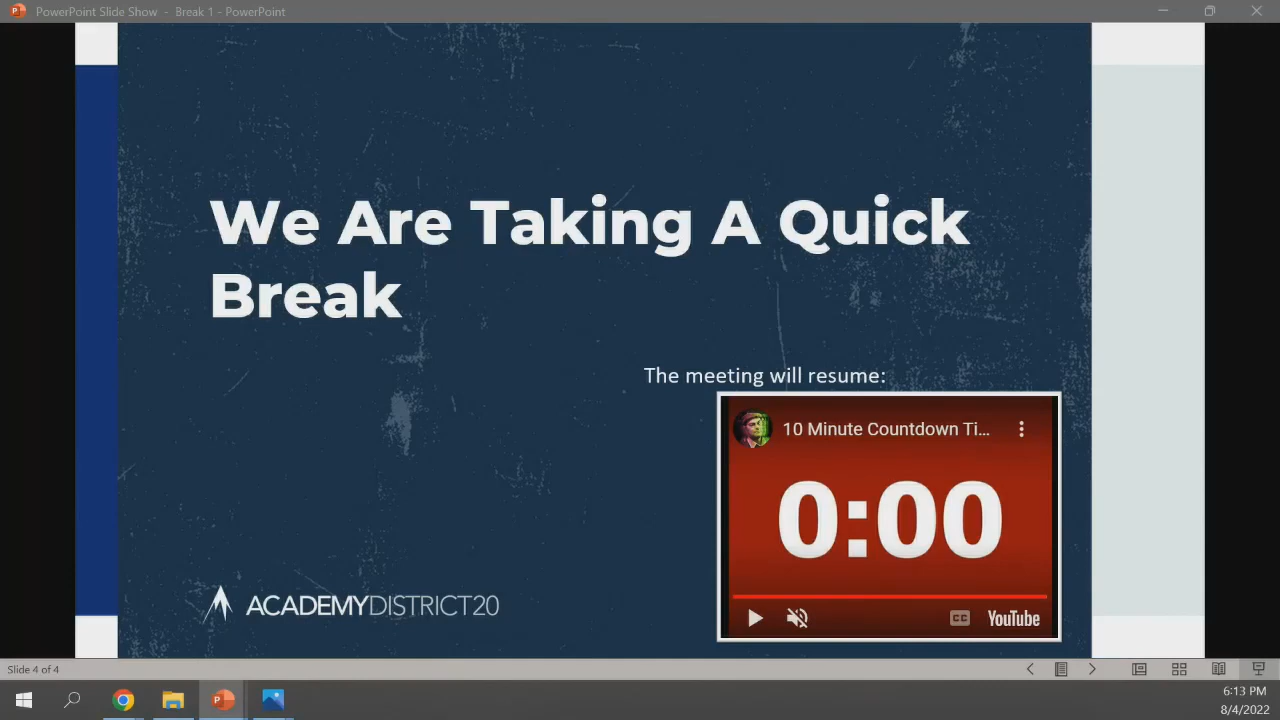 PowerPoint Slide Show - Break 1 - PowerPoint
We Are Taking A Quick
Break
The meeting will resume:
10 Minute Countdown Ti...
0:00
CC
YouTube
ACADEMYDISTRICT20
Slide 4 of 4
6:13 PM
8/4/2022